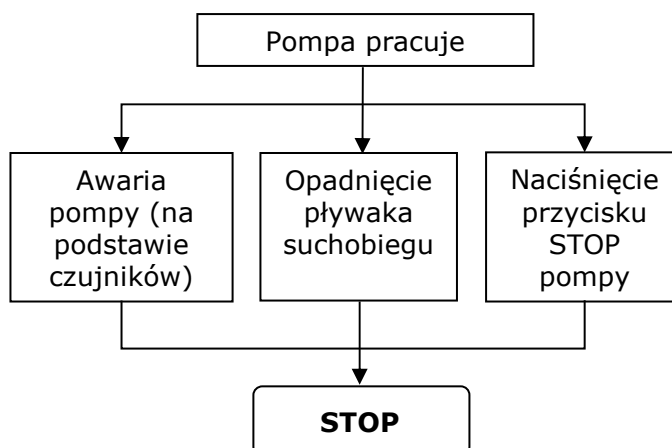 Pompa pracuje
Awaria
pompy (na
podstawie
czujników)
Opadnięcie
pływaka
suchobiegu
Naciśnięcie
przycisku
STOP
pompy
STOP